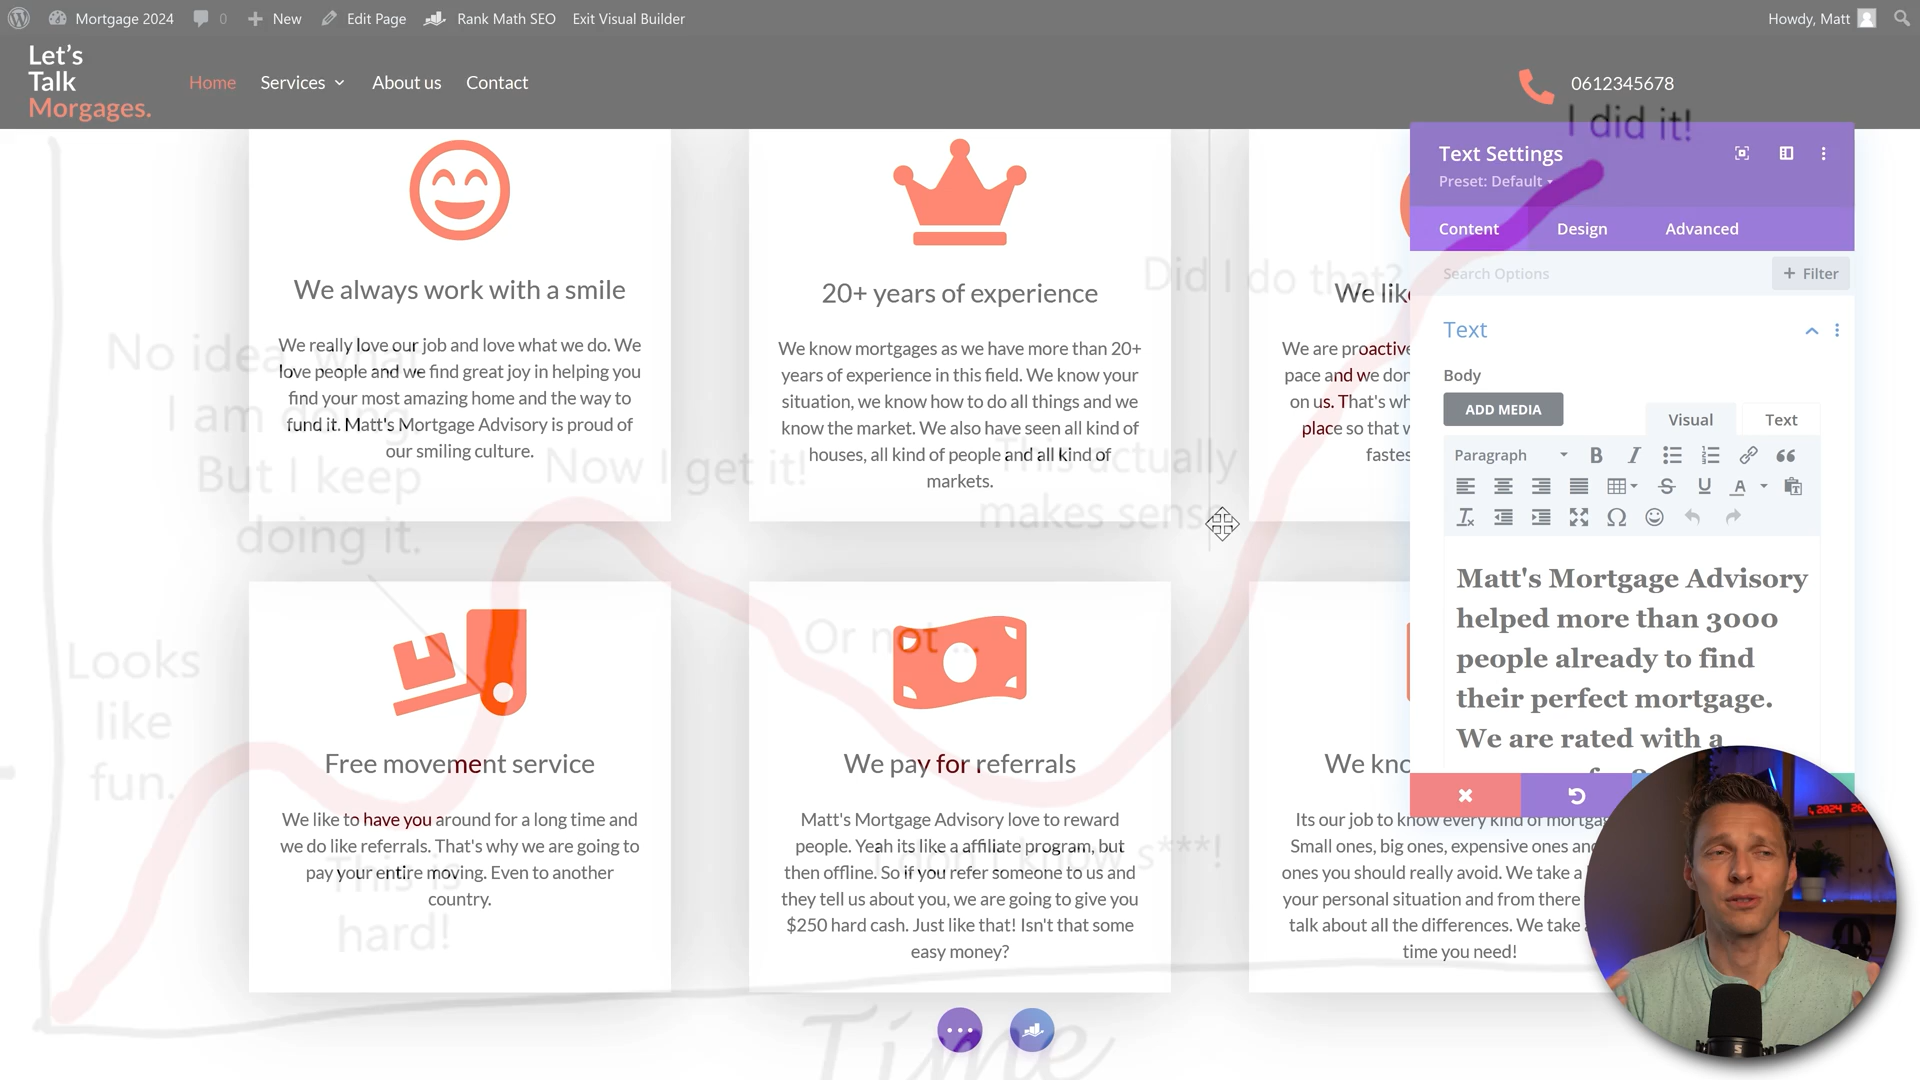 Mortgage 2024
0
New
Edit Page
Rank Math SEO
Exit Visual Builder
Howdy, Matt
Let's
Talk
Morgages.
Home
Services
About us
Contact
0612345678
I did it!
We always work with a smile
We really love our job and love what we do. We
love people and we find great joy in helping you
find your most amazing home and the way to
fund it. Matt's Mortgage Advisory is proud of
our smiling culture.
20+ years of experience
We know mortgages as we have more than 20+
years of experience in this field. We know your
situation, we know how to do all things and we
know the market. We also have seen all kind of
houses, all kind of people and all kind of
markets.
We
We are proactive
pace and we
on us. That's
place so that
fastes
No idea what
I am doing.
But I keep
doing it.
Now I get it!
Did I do that?
This actually
makes sense
Text Settings
Preset: Default
Content
Design
Advanced
Search Options
+ Filter
Text
Body
ADD MEDIA
Visual
Text
Paragraph
Matt's Mortgage Advisory
helped more than 3000
people already to find
their perfect mortgage.
We are rated with a
Looks
like
fun.
Or not ...
Free movement service
We like to have you around for a long time and
we do like referrals. That's why we are going to
pay your entire moving. Even to another
country.
This is
hard!
We pay for referrals
Matt's Mortgage Advisory love to reward
people. Yeah its like a affiliate program, but
then offline. So if you refer someone to us and
they tell us about you, we are going to give you
$250 hard cash. Just like that! Isn't that some
easy money?
I don't know s***!
We
Its our job to know every kind of
Small ones, big ones, expensive ones
ones you should really avoid. We take a
your personal situation and from there
talk about all the differences. We take
time you need!
Time